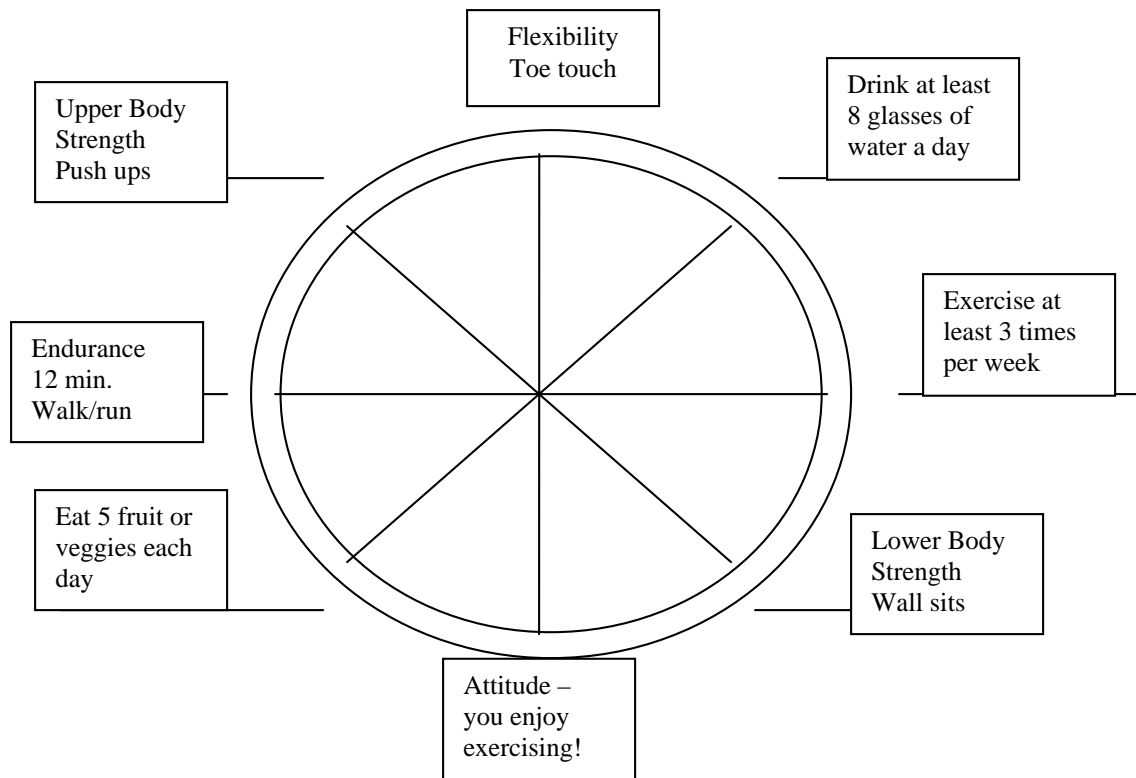 Flexibility
Toe touch
Drink at least
8 glasses of
water a day
Upper Body
Strength
Push ups
Exercise at
least 3 times
per week
Endurance
12 min.
Walk/run
Eat 5 fruit or
veggies each
day
Lower Body
Strength
Wall sits
Attitude –
you enjoy
exercising!